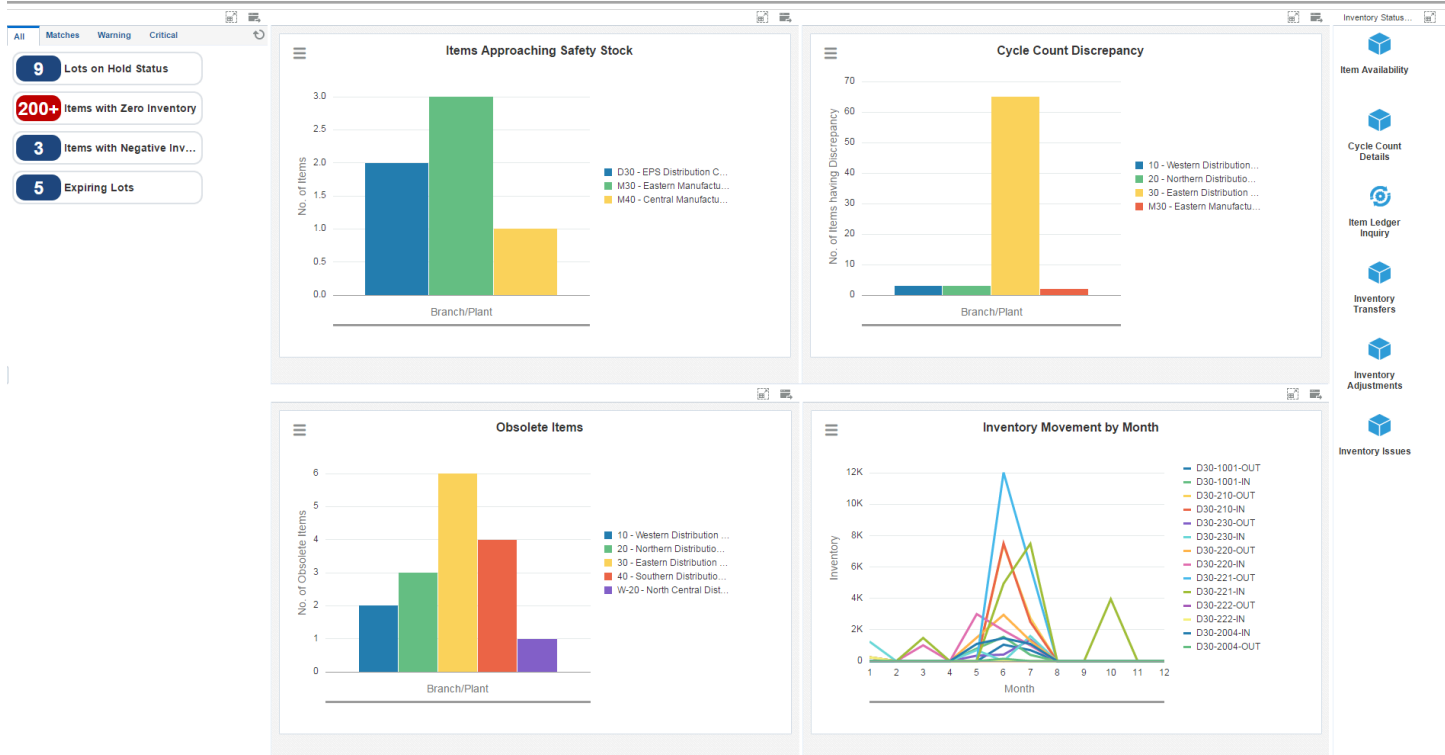 All Matches Warning Critical
9 Lots on Hold Status
200+ Items with Zero Inventory
3 Items with Negative Inv...
5 Expiring Lots
Items Approaching Safety Stock
No. of Items
3.0
2.5
2.0
1.5
1.0
0.5
0.0
Branch/Plant
D30 - EPS Distribution C...
M30 - Eastern Manufactu...
M40 - Central Manufactu...
Cycle Count Discrepancy
No. of Items having Discrepancy
70
60
50
40
30
20
10
0
Branch/Plant
10 - Western Distribution...
20 - Northern Distributio...
30 - Eastern Distribution ...
M30 - Eastern Manufactu...
Obsolete Items
No. of Obsolete Items
6
5
4
3
2
1
0
Branch/Plant
10 - Western Distribution ...
20 - Northern Distributio...
30 - Eastern Distribution ...
40 - Southern Distributio...
W-20 - North Central Dist...
Inventory Movement by Month
Inventory
12K
10K
8K
6K
4K
2K
0
1 2 3 4 5 6 7 8 9 10 11 12
Month
D30-1001-OUT
D30-1001-IN
D30-210-OUT
D30-210-IN
D30-230-OUT
D30-230-IN
D30-220-OUT
D30-220-IN
D30-221-OUT
D30-221-IN
D30-222-OUT
D30-222-IN
D30-2004-IN
D30-2004-OUT
Inventory Status...
Item Availability
Cycle Count
Details
Item Ledger
Inquiry
Inventory
Transfers
Inventory
Adjustments
Inventory Issues